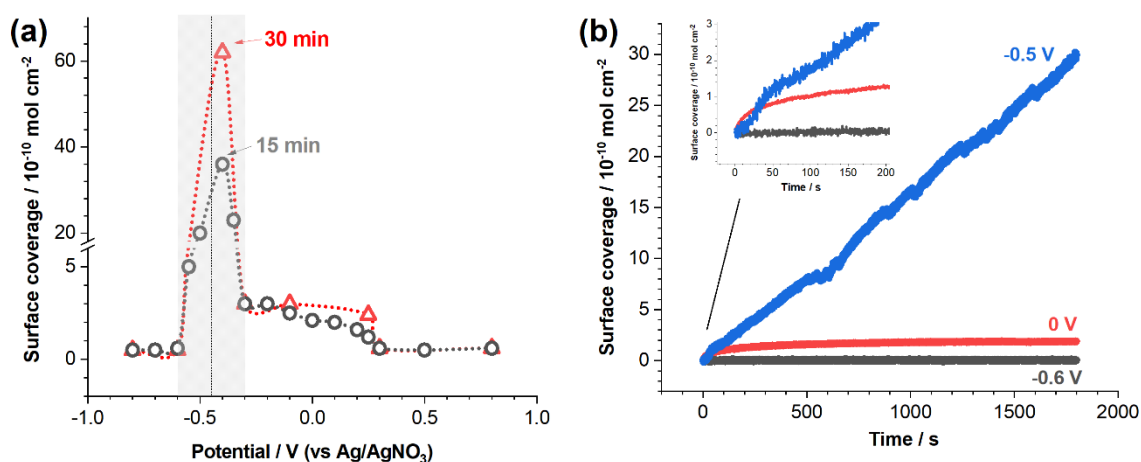 (a)
Surface coverage / 10⁻¹⁰ mol cm⁻²
60
40
20
5
0
30 min
15 min
-1.0 -0.5 0.0 0.5 1.0
Potential / V (vs Ag/AgNO₃)
(b)
Surface coverage / 10⁻¹⁰ mol cm⁻²
35
30
25
20
15
10
5
0
Surface coverage / 10⁻¹⁰ mol cm⁻²
3
2
1
0
0 50 100 150 200
Time / s
-0.5 V
0 V
-0.6 V
0 500 1000 1500 2000
Time / s